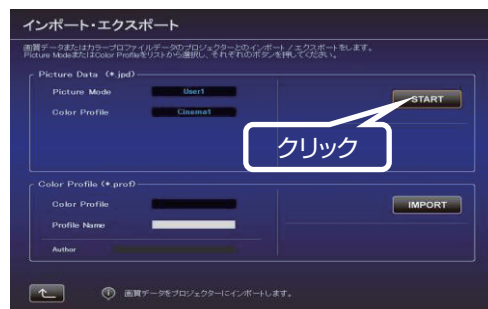 インポート・エクスポート
画質データまたはカラープロファイルデータのプロジェクターとのインポート / エクスポートをします。
Picture ModeまたはColor Profileをリストから選択し、それぞれのボタンを押してください。
Picture Data (*.jpd)
Picture Mode User1
START
Color Profile Cinema1
クリック
Color Profile (*.prof)
Color Profile
IMPORT
Profile Name
Author
画質データをプロジェクターにインポートします。